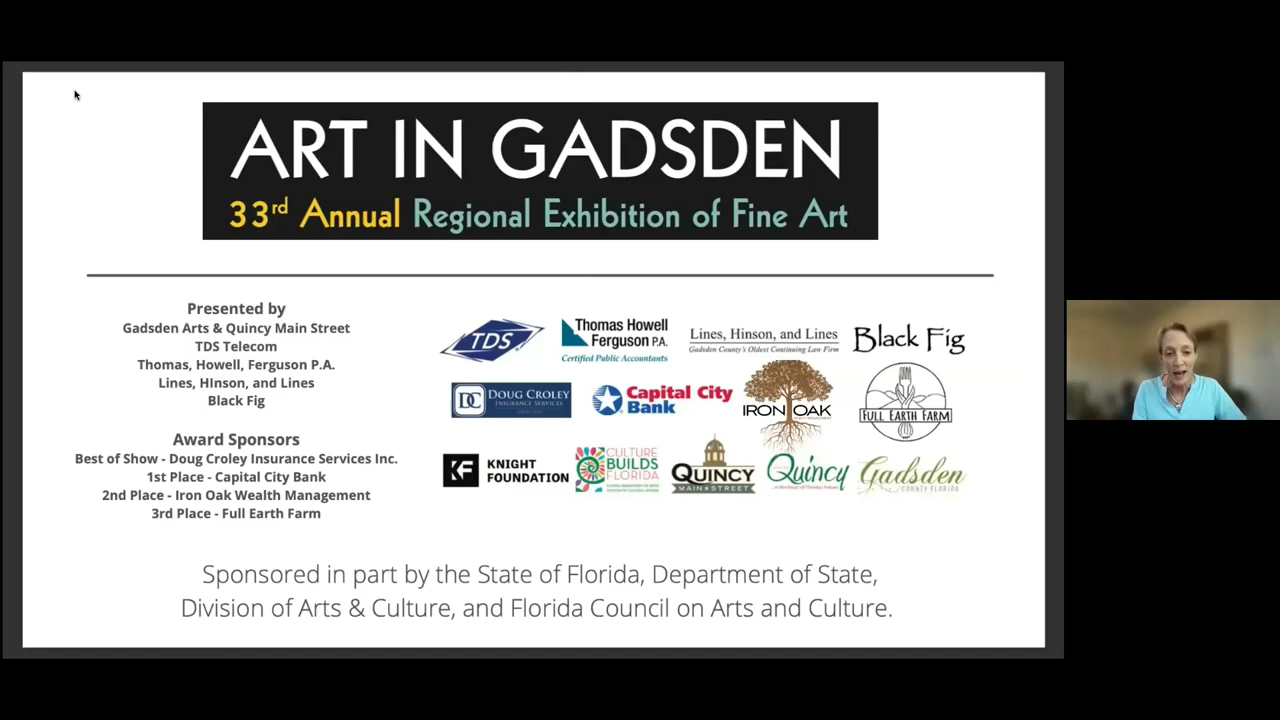 ART IN GADSDEN
33rd Annual Regional Exhibition of Fine Art
Presented by
Gadsden Arts & Quincy Main Street
TDS Telecom
Thomas, Howell, Ferguson P.A.
Lines, HInson, and Lines
Black Fig
Award Sponsors
Best of Show - Doug Croley Insurance Services Inc.
1st Place - Capital City Bank
2nd Place - Iron Oak Wealth Management
3rd Place - Full Earth Farm
TDS
Thomas Howell
Ferguson P.A.
Certified Public Accountants
Lines, Hinson, and Lines
Gadsden County's Oldest Continuing Law Firm
Black Fig
DC
DOUG CROLEY
INSURANCE SERVICES
Capital City
Bank
IRON OAK
FULL EARTH FARM
KF
KNIGHT
FOUNDATION
CULTURE
BUILDS
FLORIDA
QUINCY
MAIN STREET
Quincy
Gadsden
COUNTY FLORIDA
Sponsored in part by the State of Florida, Department of State,
Division of Arts & Culture, and Florida Council on Arts and Culture.